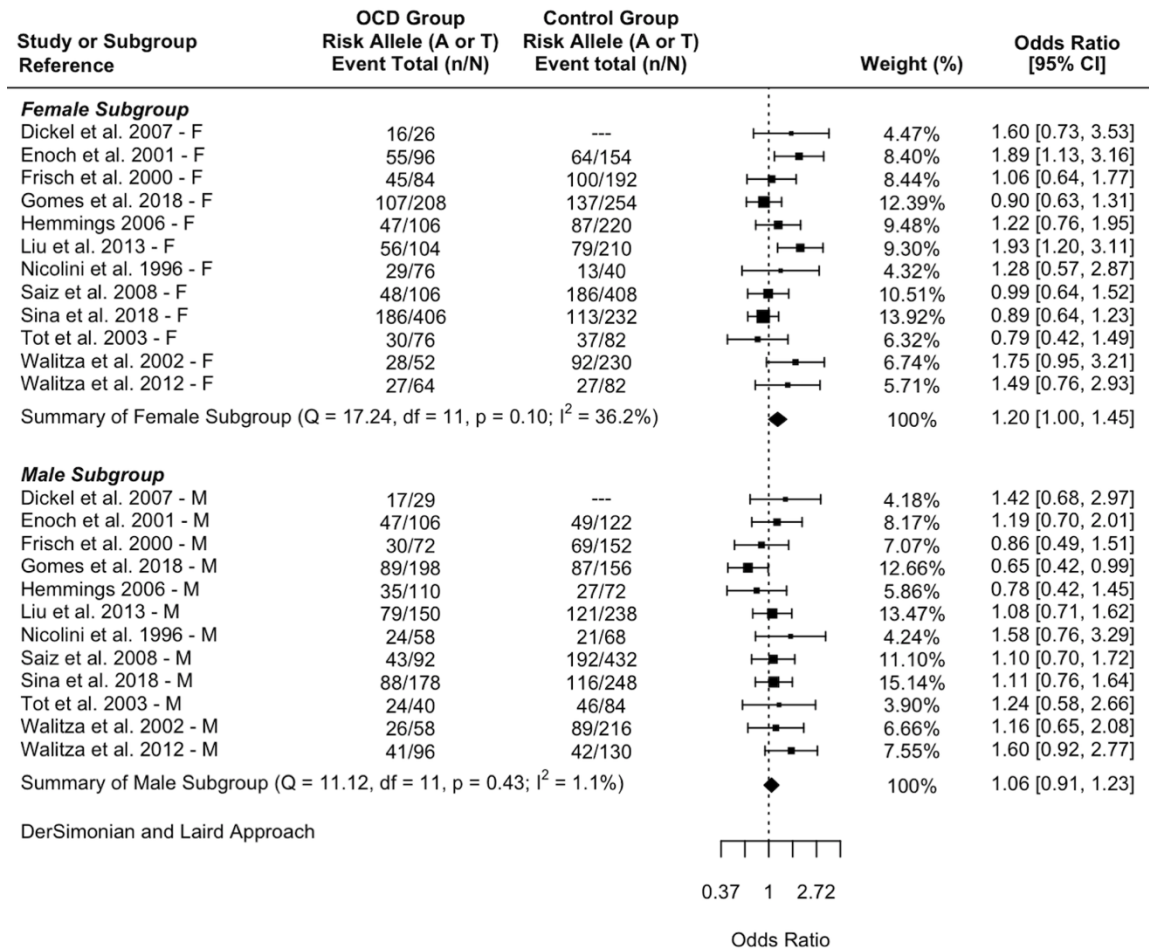 Study or Subgroup Reference OCD Group Risk Allele (A or T) Event Total (n/N) Control Group Risk Allele (A or T) Event total (n/N) Weight (%) Odds Ratio [95% CI]
Female Subgroup
Dickel et al. 2007 - F 16/26 --- 4.47% 1.60 [0.73, 3.53]
Enoch et al. 2001 - F 55/96 64/154 8.40% 1.89 [1.13, 3.16]
Frisch et al. 2000 - F 45/84 100/192 8.44% 1.06 [0.64, 1.77]
Gomes et al. 2018 - F 107/208 137/254 12.39% 0.90 [0.63, 1.31]
Hemmings 2006 - F 47/106 87/220 9.48% 1.22 [0.76, 1.95]
Liu et al. 2013 - F 56/104 79/210 9.30% 1.93 [1.20, 3.11]
Nicolini et al. 1996 - F 29/76 13/40 4.32% 1.28 [0.57, 2.87]
Saiz et al. 2008 - F 48/106 186/408 10.51% 0.99 [0.64, 1.52]
Sina et al. 2018 - F 186/406 113/232 13.92% 0.89 [0.64, 1.23]
Tot et al. 2003 - F 30/76 37/82 6.32% 0.79 [0.42, 1.49]
Walitza et al. 2002 - F 28/52 92/230 6.74% 1.75 [0.95, 3.21]
Walitza et al. 2012 - F 27/64 27/82 5.71% 1.49 [0.76, 2.93]
Summary of Female Subgroup (Q = 17.24, df = 11, p = 0.10; I² = 36.2%) 100% 1.20 [1.00, 1.45]
Male Subgroup
Dickel et al. 2007 - M 17/29 --- 4.18% 1.42 [0.68, 2.97]
Enoch et al. 2001 - M 47/106 49/122 8.17% 1.19 [0.70, 2.01]
Frisch et al. 2000 - M 30/72 69/152 7.07% 0.86 [0.49, 1.51]
Gomes et al. 2018 - M 89/198 87/156 12.66% 0.65 [0.42, 0.99]
Hemmings 2006 - M 35/110 27/72 5.86% 0.78 [0.42, 1.45]
Liu et al. 2013 - M 79/150 121/238 13.47% 1.08 [0.71, 1.62]
Nicolini et al. 1996 - M 24/58 21/68 4.24% 1.58 [0.76, 3.29]
Saiz et al. 2008 - M 43/92 192/432 11.10% 1.10 [0.70, 1.72]
Sina et al. 2018 - M 88/178 116/248 15.14% 1.11 [0.76, 1.64]
Tot et al. 2003 - M 24/40 46/84 3.90% 1.24 [0.58, 2.66]
Walitza et al. 2002 - M 26/58 89/216 6.66% 1.16 [0.65, 2.08]
Walitza et al. 2012 - M 41/96 42/130 7.55% 1.60 [0.92, 2.77]
Summary of Male Subgroup (Q = 11.12, df = 11, p = 0.43; I² = 1.1%) 100% 1.06 [0.91, 1.23]
DerSimonian and Laird Approach
0.37 1 2.72
Odds Ratio